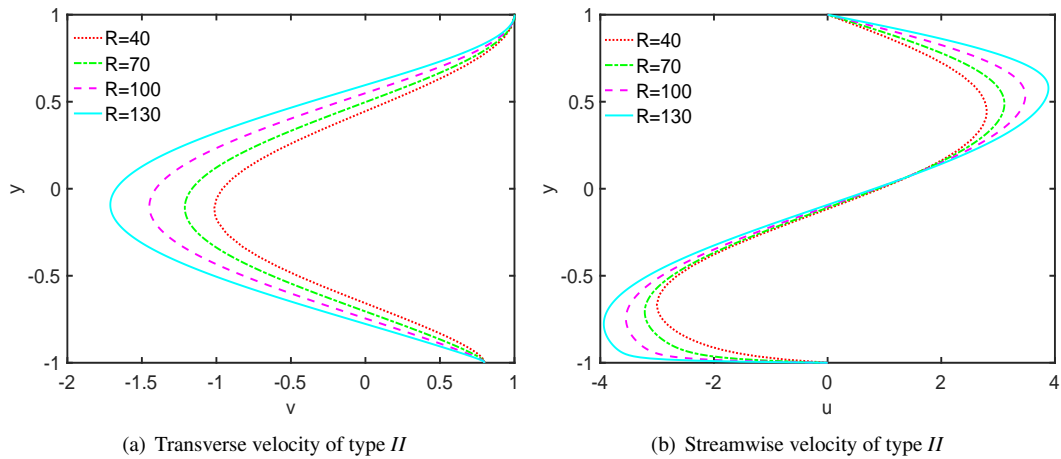 1
0.5
0
-0.5
-1
y
-2 -1.5 -1 -0.5 0 0.5 1
v
R=40
R=70
R=100
R=130
(a) Transverse velocity of type II
1
0.5
0
-0.5
-1
y
-4 -2 0 2 4
u
R=40
R=70
R=100
R=130
(b) Streamwise velocity of type II